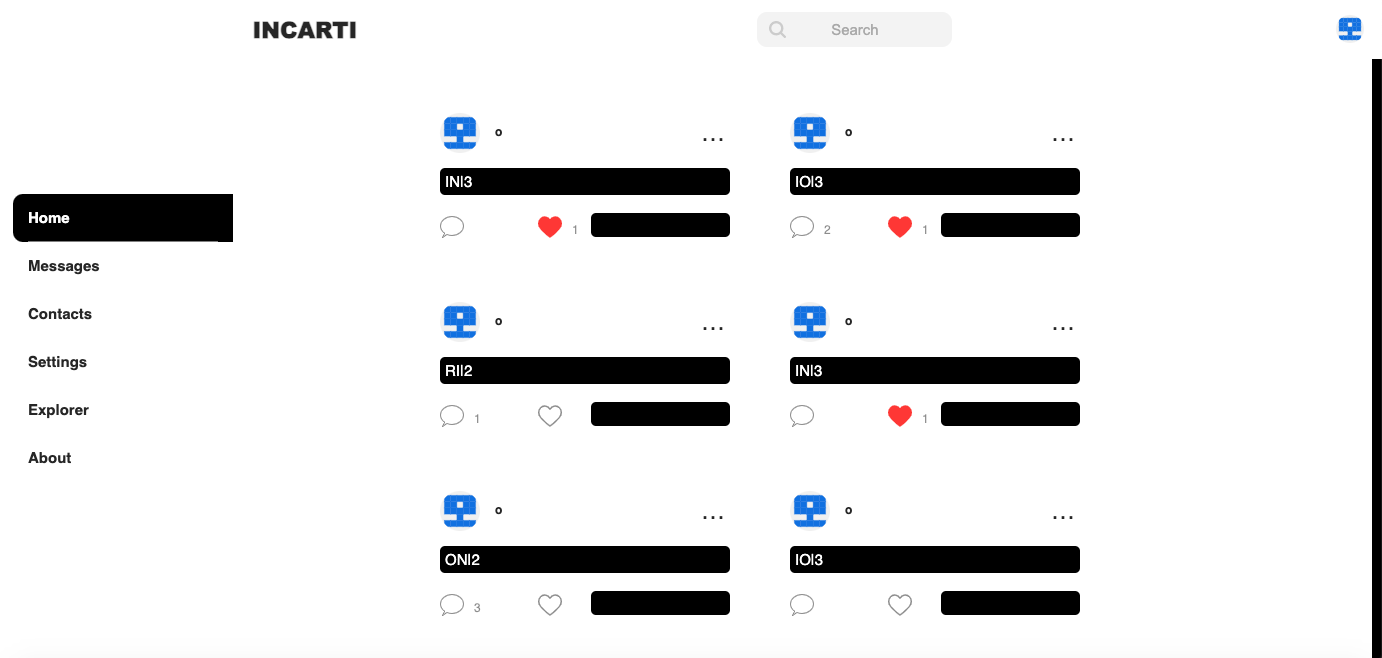 INCARTI
Search
Home
Messages
Contacts
Settings
Explorer
About
o ...
INI3
1
o ...
IOI3
2 1
o ...
RII2
1
o ...
INI3
1
o ...
ONI2
3
o ...
IOI3